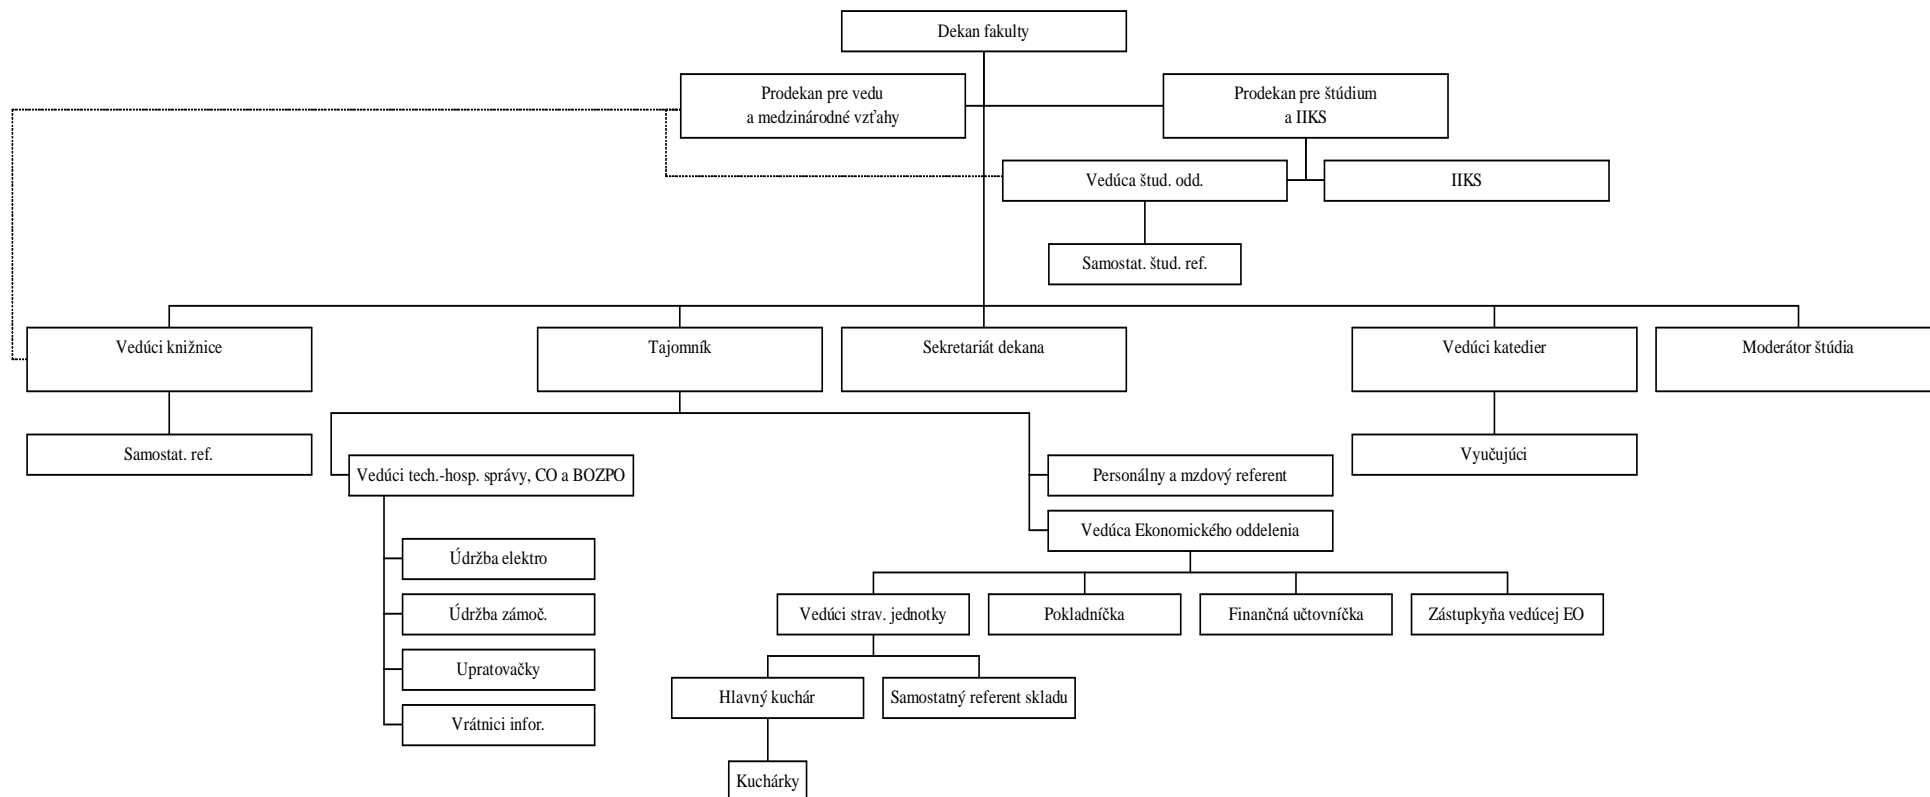 Dekan fakulty
Prodekan pre vedu
a medzinárodné vzťahy
Prodekan pre štúdium
a IIKS
Vedúca štud. odd.
IIKS
Samostat. štud. ref.
Vedúci knižnice
Tajomník
Sekretariát dekana
Vedúci katedier
Moderátor štúdia
Samostat. ref.
Vedúci tech.-hosp. správy, CO a BOZPO
Personálny a mzdový referent
Vyučujúci
Vedúca Ekonomického oddelenia
Údržba elektro
Údržba zámoč.
Upratovačky
Vrátnici infor.
Vedúci strav. jednotky
Pokladníčka
Finančná učtovníčka
Zástupkyňa vedúcej EO
Hlavný kuchár
Samostatný referent skladu
Kuchárky